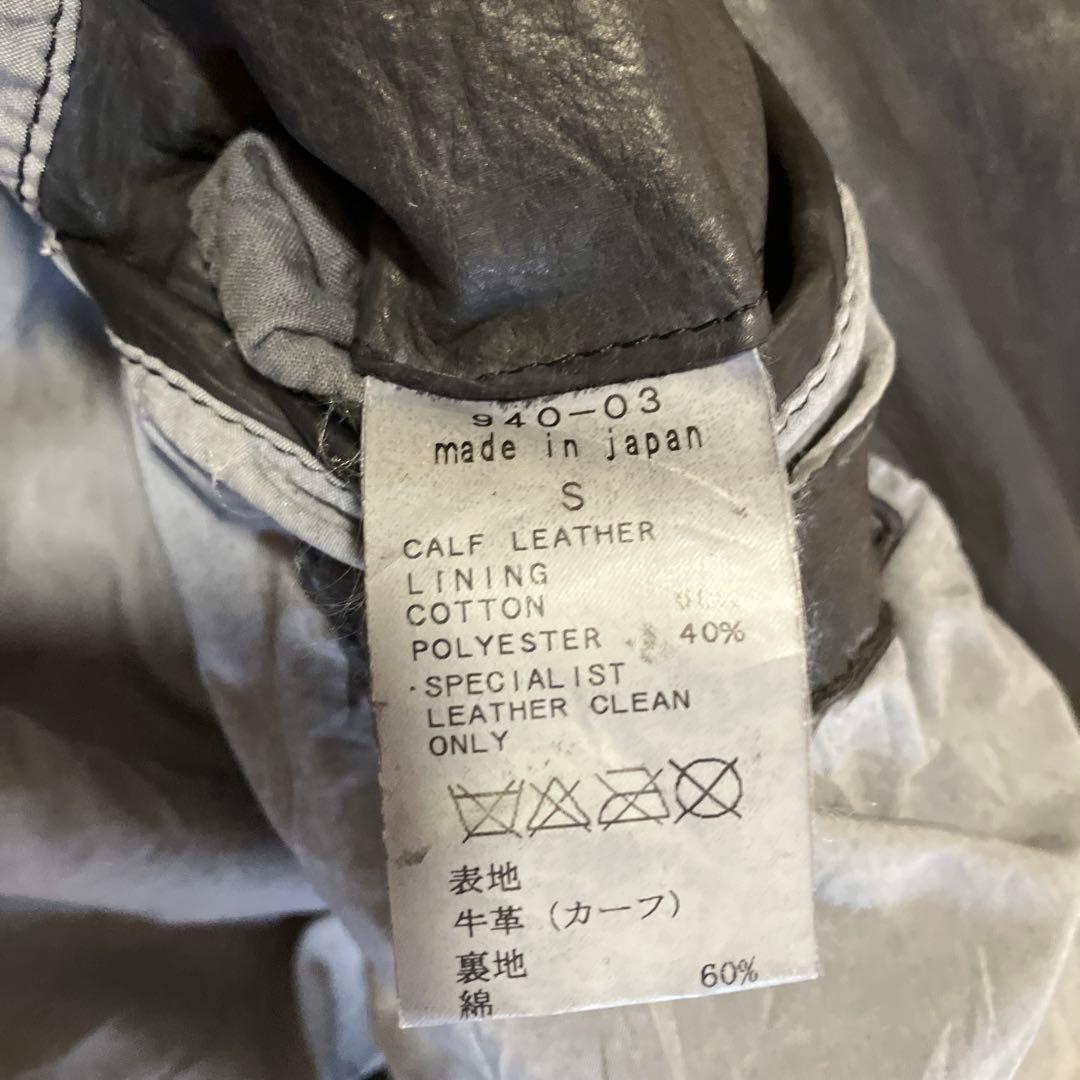 940-03
made in japan
S
CALF LEATHER
LINING
COTTON
POLYESTER 40%
·SPECIALIST
LEATHER CLEAN
ONLY
表地
牛革(カーフ)
裏地
綿 60%